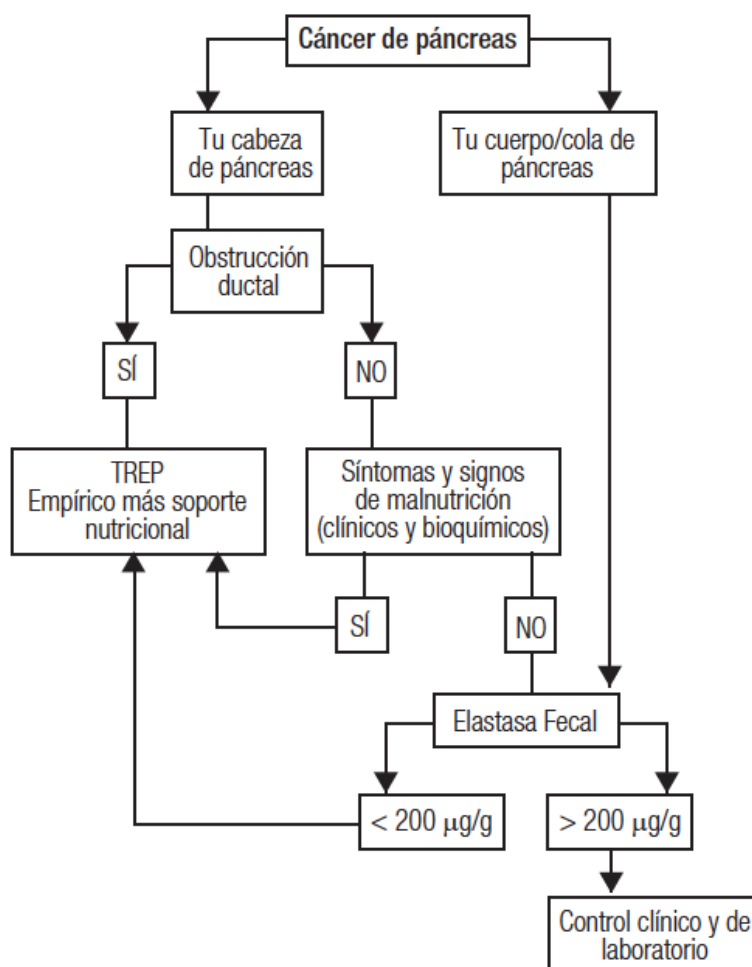 Cáncer de páncreas
Tu cabeza
de páncreas
Tu cuerpo/cola de
páncreas
Obstrucción
ductal
SÍ
NO
TREP
Empírico más soporte
nutricional
Síntomas y signos
de malnutrición
(clínicos y bioquímicos)
SÍ
NO
Elastasa Fecal
< 200 µg/g
> 200 µg/g
Control clínico y de
laboratorio